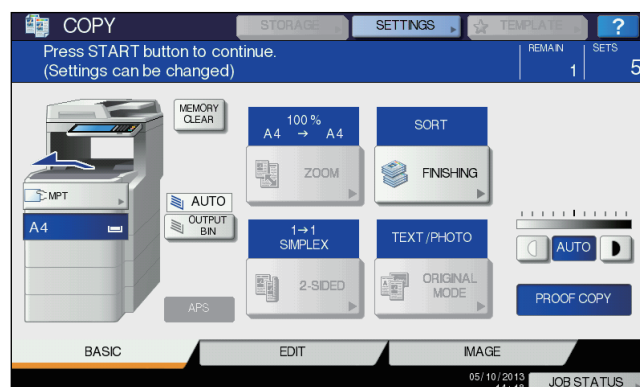 COPY
STORAGE
SETTINGS
TEMPLATE
?
Press START button to continue.
(Settings can be changed)
REMAIN
1
SETS
5
MEMORY
CLEAR
MPT
A4
AUTO
OUTPUT
BIN
APS
100 %
A4 → A4
ZOOM
SORT
FINISHING
1→1
SIMPLEX
2-SIDED
TEXT/PHOTO
ORIGINAL
MODE
AUTO
PROOF COPY
BASIC
EDIT
IMAGE
05/10/2013
JOB STATUS